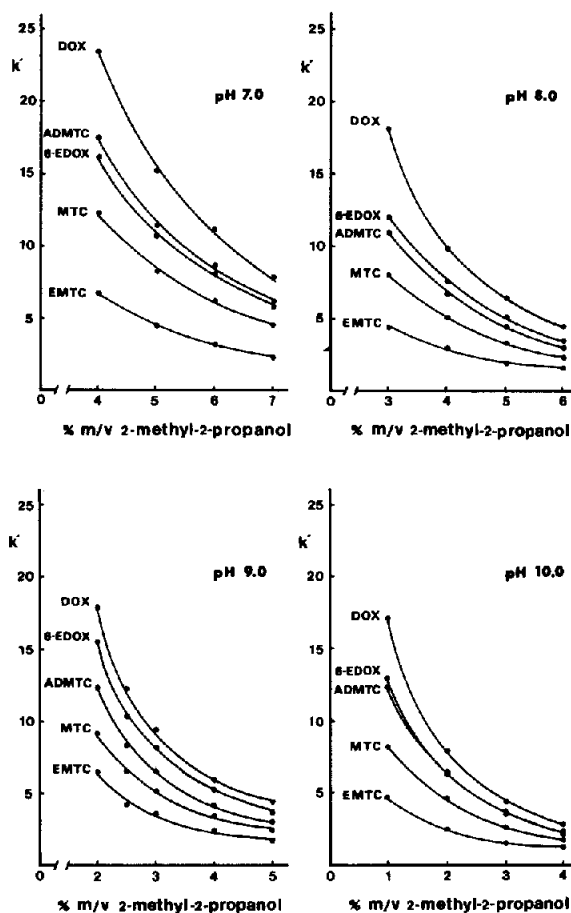 25
k'
DOX
20
pH 7.0
ADMTC
6-EDOX
15
MTC
10
EMTC
5
0
4 5 6 7
% m/v 2-methyl-2-propanol
25
k'
20
pH 8.0
DOX
15
6-EDOX
ADMTC
10
MTC
EMTC
5
0
3 4 5 6
% m/v 2-methyl-2-propanol
25
k'
20
pH 9.0
DOX
6-EDOX
15
ADMTC
10
MTC
EMTC
5
0
2 3 4 5
% m/v 2-methyl-2-propanol
25
k'
20
pH 10.0
DOX
15
6-EDOX
ADMTC
10
MTC
EMTC
5
0
1 2 3 4
% m/v 2-methyl-2-propanol